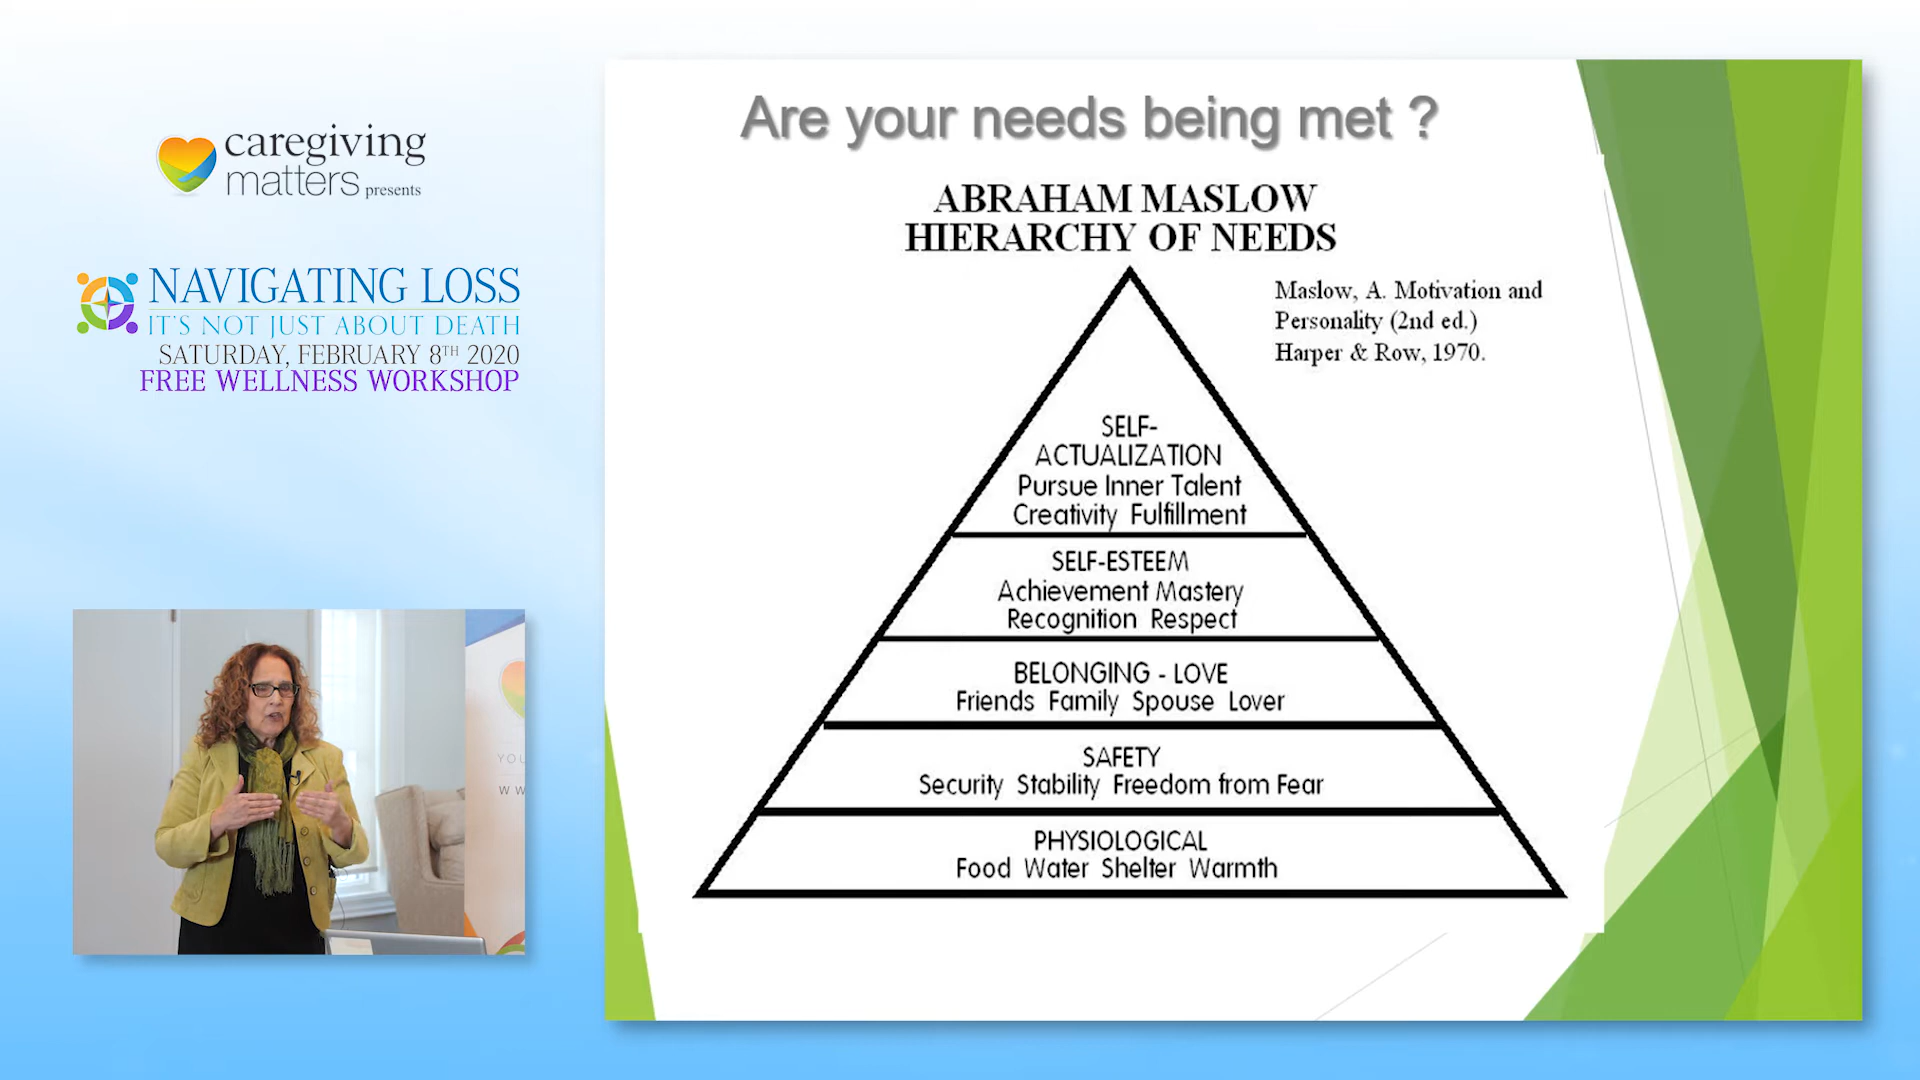 caregiving
matters presents
NAVIGATING LOSS
IT'S NOT JUST ABOUT DEATH
SATURDAY, FEBRUARY 8TH 2020
FREE WELLNESS WORKSHOP
YOU
WW
Are your needs being met ?
ABRAHAM MASLOW
HIERARCHY OF NEEDS
Maslow, A. Motivation and
Personality (2nd ed.)
Harper & Row, 1970.
SELF-
ACTUALIZATION
Pursue Inner Talent
Creativity Fulfillment
SELF-ESTEEM
Achievement Mastery
Recognition Respect
BELONGING - LOVE
Friends Family Spouse Lover
SAFETY
Security Stability Freedom from Fear
PHYSIOLOGICAL
Food Water Shelter Warmth